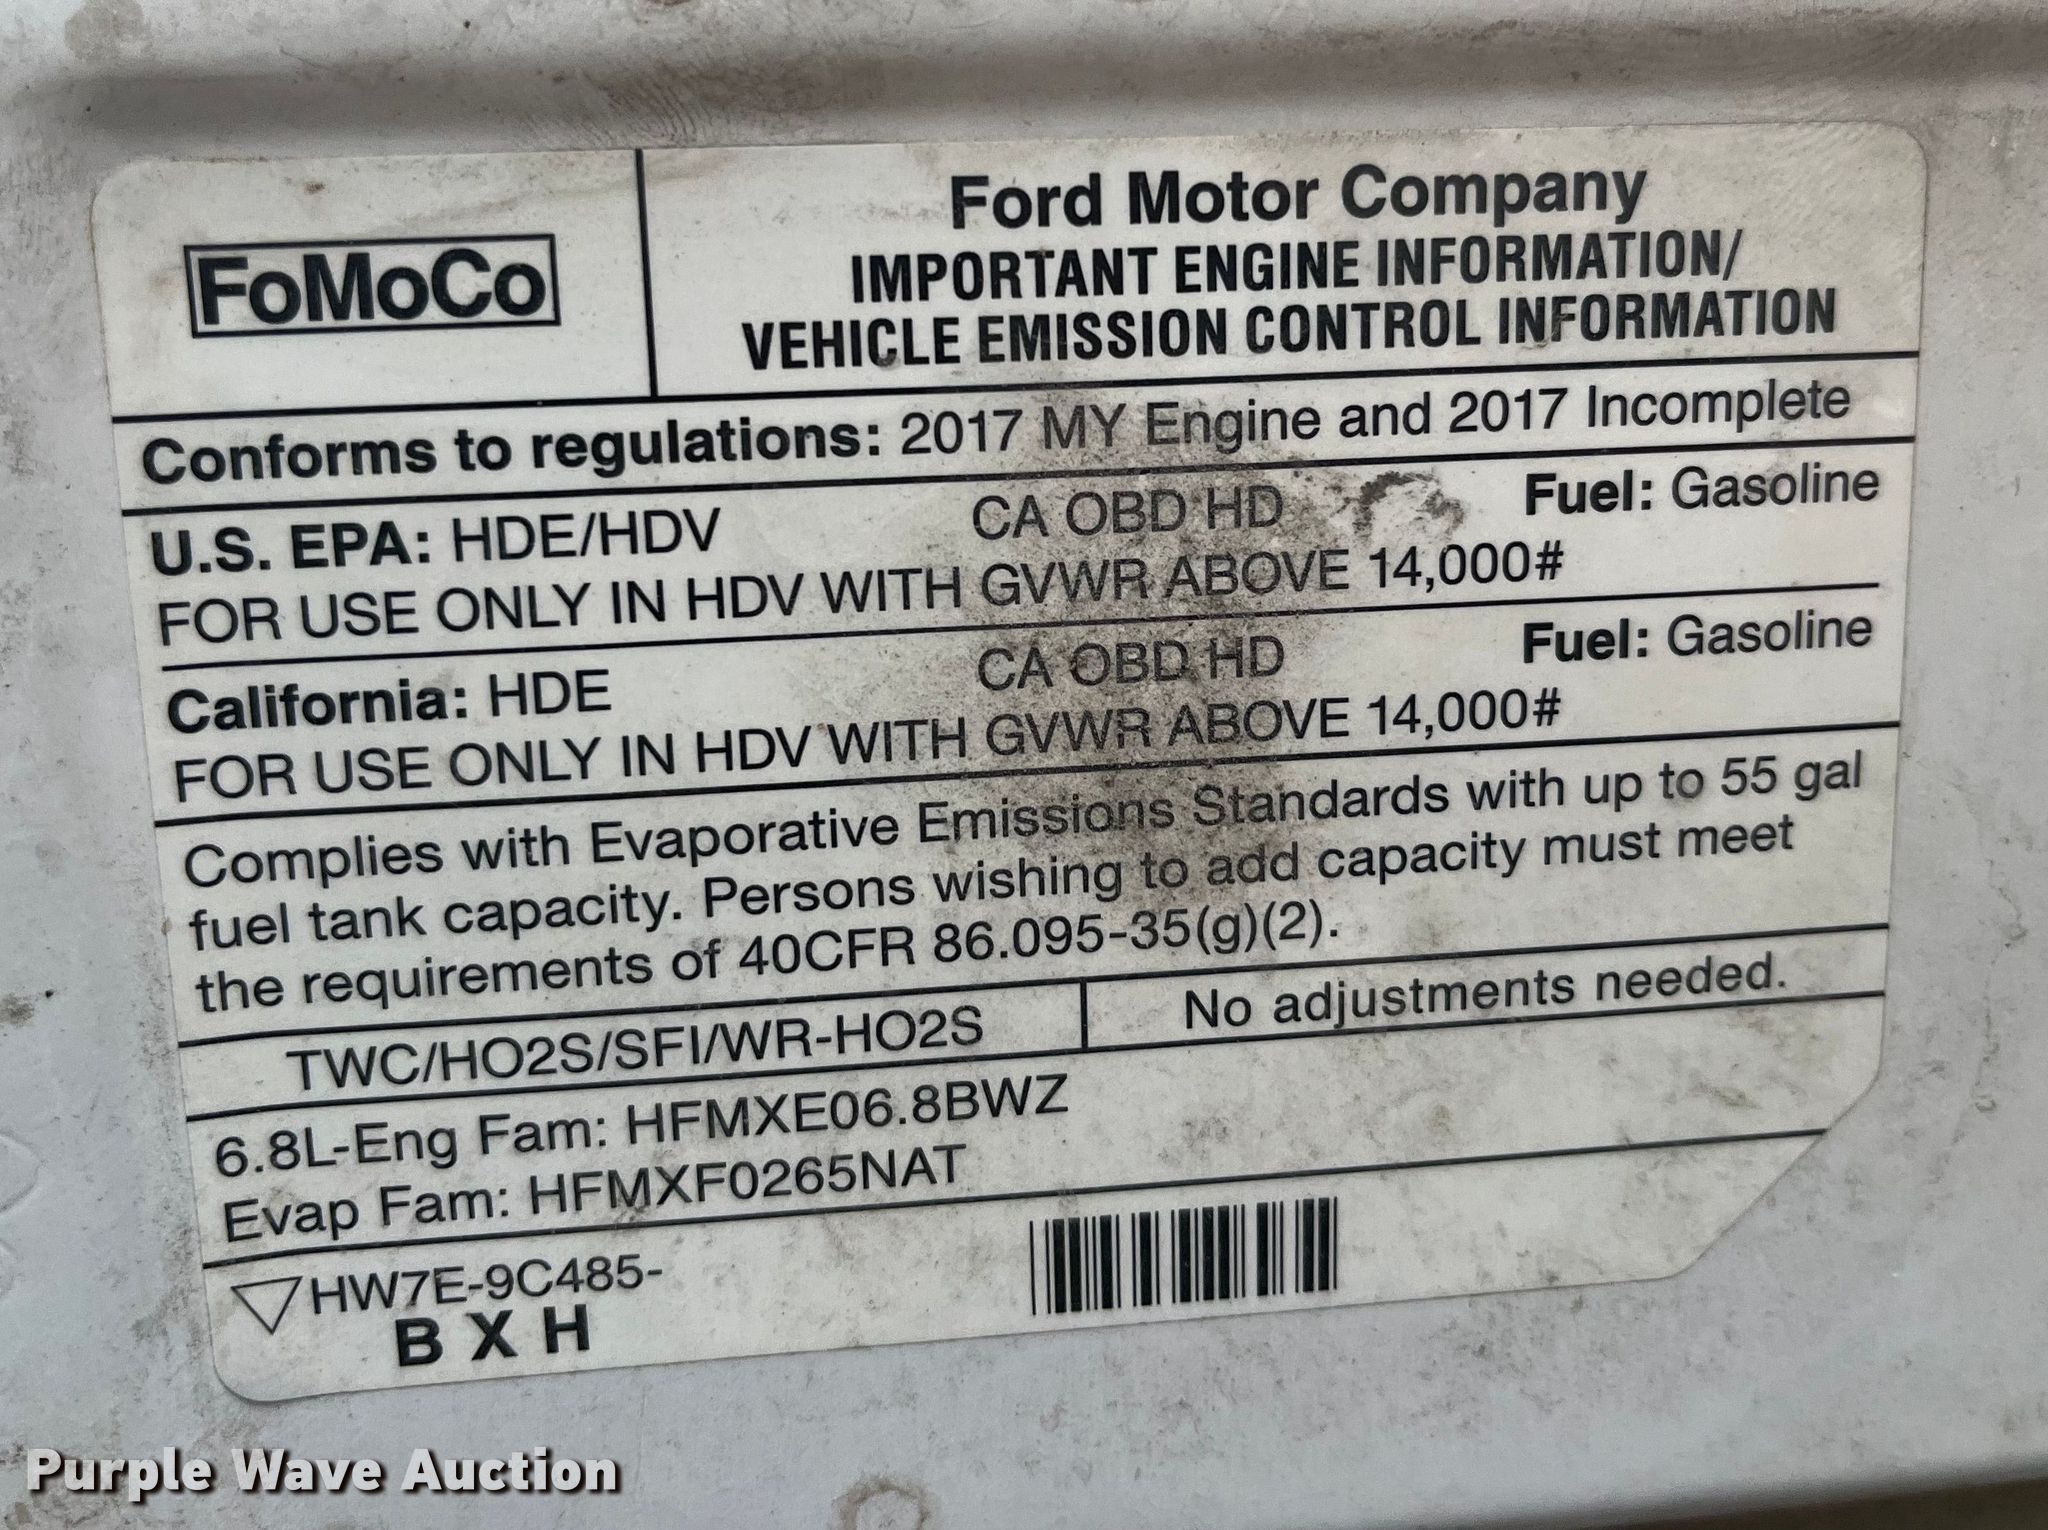 FoMoCo
Ford Motor Company
IMPORTANT ENGINE INFORMATION/
VEHICLE EMISSION CONTROL INFORMATION
Conforms to regulations: 2017 MY Engine and 2017 Incomplete
U.S. EPA: HDE/HDV CA OBD HD Fuel: Gasoline
FOR USE ONLY IN HDV WITH GVWR ABOVE 14,000#
California: HDE CA OBD HD Fuel: Gasoline
FOR USE ONLY IN HDV WITH GVWR ABOVE 14,000#
Complies with Evaporative Emissions Standards with up to 55 gal
fuel tank capacity. Persons wishing to add capacity must meet
the requirements of 40CFR 86.095-35(g)(2).
TWC/HO2S/SFI/WR-HO2S No adjustments needed.
6.8L-Eng Fam: HFMXE06.8BWZ
Evap Fam: HFMXF0265NAT
HW7E-9C485-
B X H
Purple Wave Auction